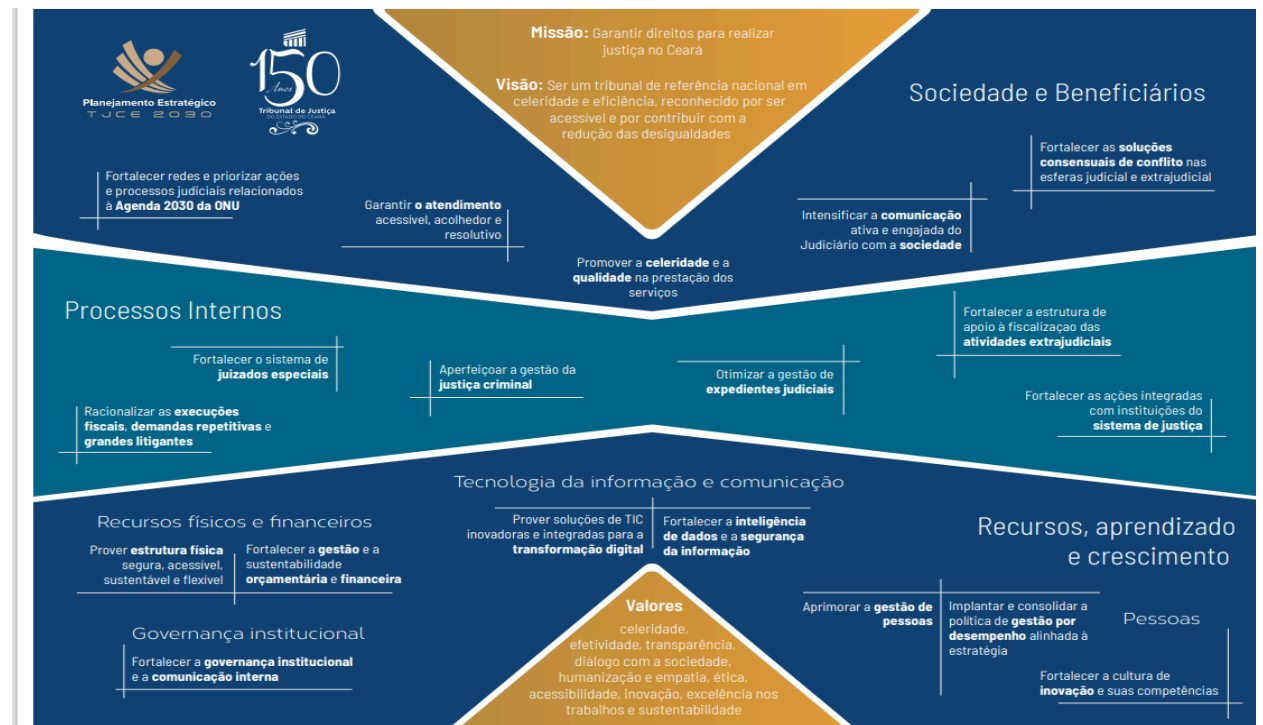 Planejamento Estratégico
TJCE 2030
150
Anos
Tribunal de Justiça
DO ESTADO DO CEARÁ
Missão: Garantir direitos para realizar
justiça no Ceará
Visão: Ser um tribunal de referência nacional em
celeridade e eficiência, reconhecido por ser
acessível e por contribuir com a
redução das desigualdades
Sociedade e Beneficiários
Fortalecer redes e priorizar ações
e processos judiciais relacionados
à Agenda 2030 da ONU
Garantir o atendimento
acessível, acolhedor e
resolutivo
Promover a celeridade e a
qualidade na prestação dos
serviços
Intensificar a comunicação
ativa e engajada do
Judiciário com a sociedade
Fortalecer as soluções
consensuais de conflito nas
esferas judicial e extrajudicial
Processos Internos
Fortalecer o sistema de
juizados especiais
Racionalizar as execuções
fiscais, demandas repetitivas e
grandes litigantes
Aperfeiçoar a gestão da
justiça criminal
Otimizar a gestão de
expedientes judiciais
Fortalecer a estrutura de
apoio à fiscalizaçao das
atividades extrajudiciais
Fortalecer as ações integradas
com instituições do
sistema de justiça
Tecnologia da informação e comunicação
Prover soluções de TIC
inovadoras e integradas para a
transformação digital
Fortalecer a inteligência
de dados e a segurança
da informação
Recursos físicos e financeiros
Prover estrutura física
segura, acessível,
sustentável e flexível
Fortalecer a gestão e a
sustentabilidade
orçamentária e financeira
Governança institucional
Fortalecer a governança institucional
e a comunicação interna
Valores
celeridade,
efetividade, transparência,
diálogo com a sociedade,
humanização e empatia, ética,
acessibilidade, inovação, excelência nos
trabalhos e sustentabilidade
Recursos, aprendizado
e crescimento
Aprimorar a gestão de
pessoas
Implantar e consolidar a
política de gestão por
desempenho alinhada à
estratégia
Pessoas
Fortalecer a cultura de
inovação e suas competências